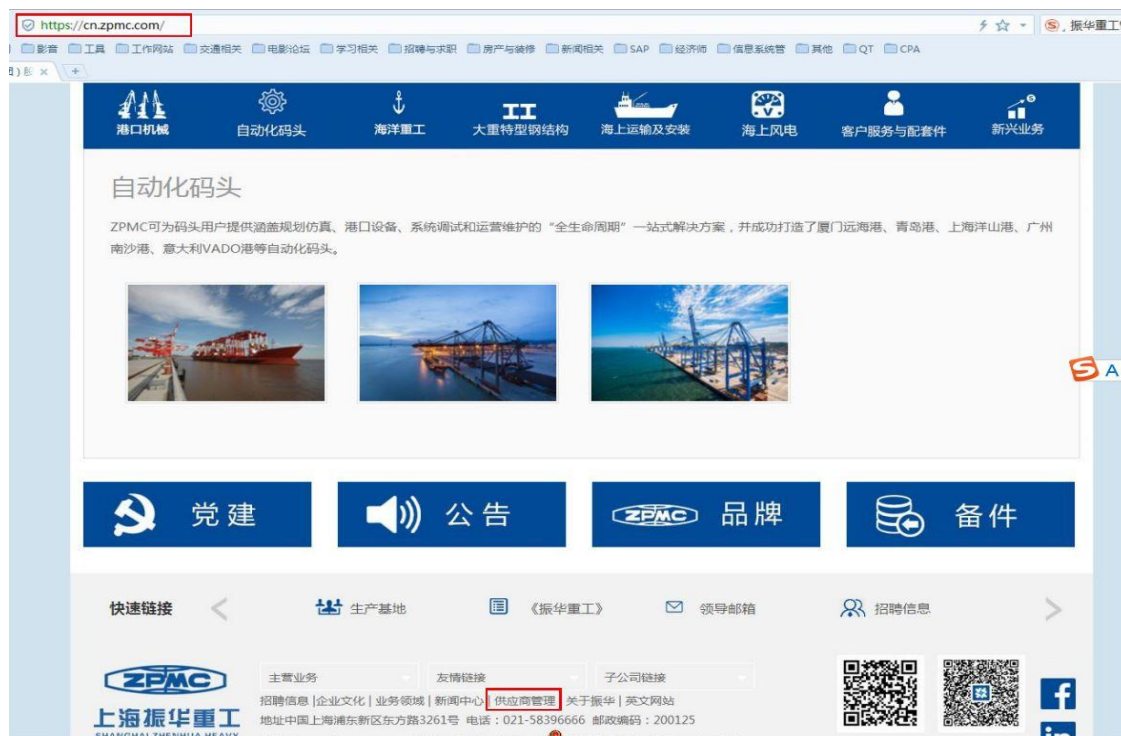 https://cn.zpmc.com/
振华重工
影音 工具 工作网站 交通相关 电影论坛 学习相关 招聘与求职 房产与装修 新闻相关 SAP 经济师 信息系统管 其他 QT CPA
港口机械 自动化码头 海洋重工 大重特型钢结构 海上运输及安装 海上风电 客户服务与配套件 新兴业务
自动化码头
ZPMC可为码头用户提供涵盖规划仿真、港口设备、系统调试和运营维护的“全生命周期”一站式解决方案，并成功打造了厦门远海港、青岛港、上海洋山港、广州
南沙港、意大利VADO港等自动化码头。
党建 公告 ZPMC 品牌 备件
快速链接 生产基地 《振华重工》 领导邮箱 招聘信息
ZPMC
主营业务 友情链接 子公司链接
招聘信息|企业文化|业务领域|新闻中心|供应商管理|关于振华|英文网站
上海振华重工
地址中国上海浦东新区东方路3261号 电话：021-58396666 邮政编码：200125
SHANGHAI ZHENHUA HEAVY